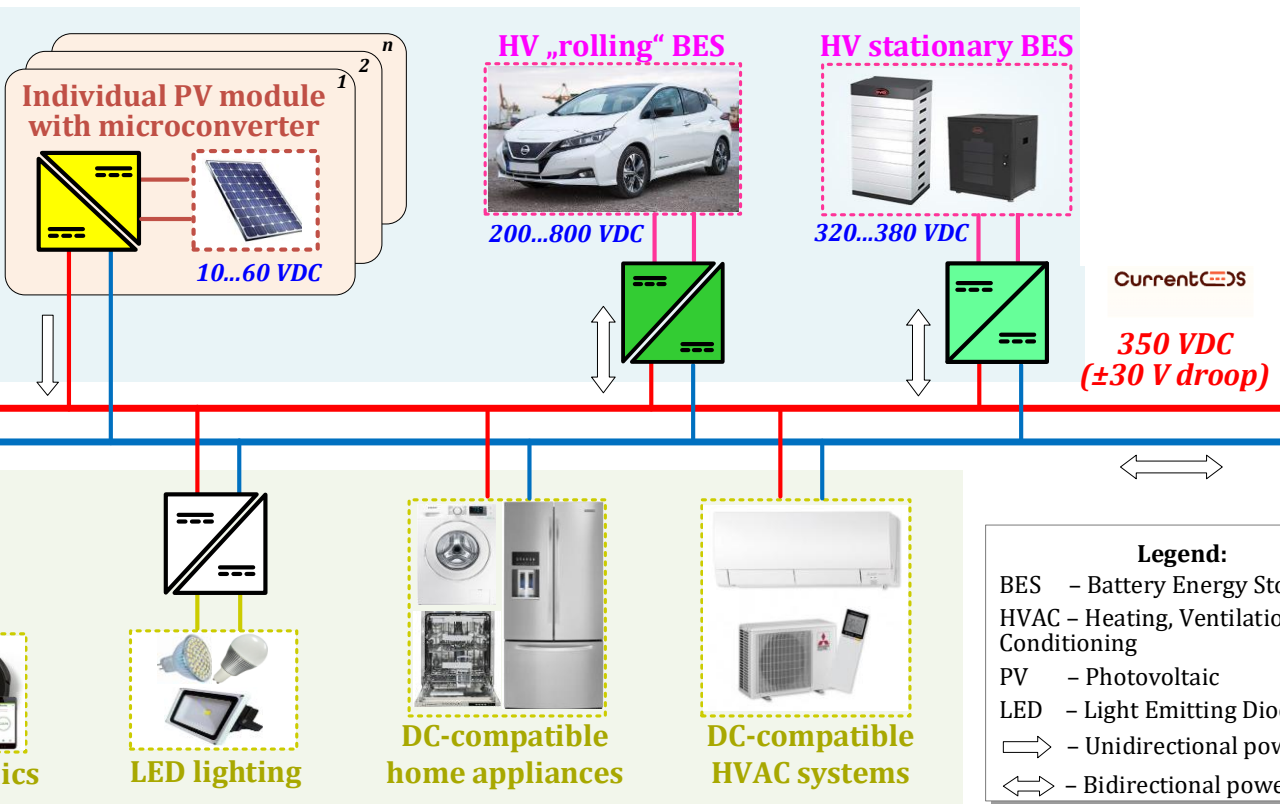 n
2
1
Individual PV module
with microconverter
10...60 VDC
HV „rolling“ BES
200...800 VDC
HV stationary BES
320...380 VDC
Current OS
350 VDC
(±30 V droop)
ics
LED lighting
DC-compatible
home appliances
DC-compatible
HVAC systems
Legend:
BES – Battery Energy Sto
HVAC – Heating, Ventilatio
Conditioning
PV – Photovoltaic
LED – Light Emitting Dio
– Unidirectional pow
– Bidirectional powe